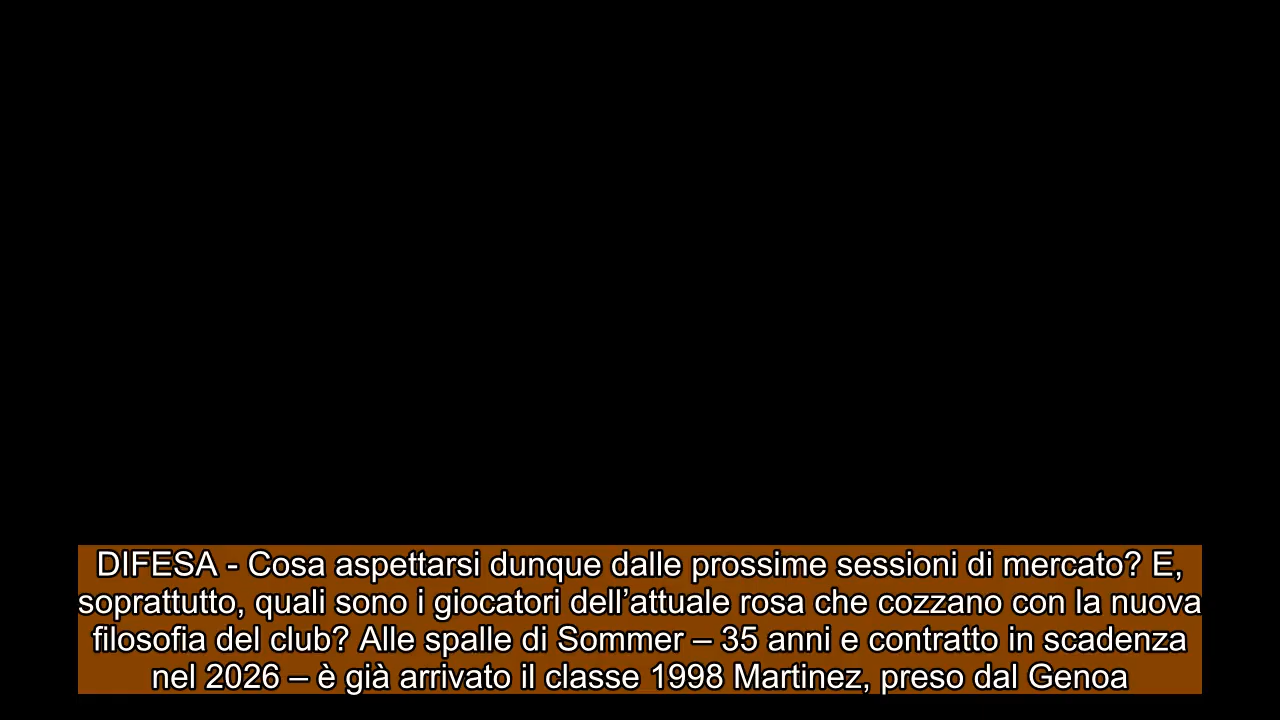 DIFESA - Cosa aspettarsi dunque dalle prossime sessioni di mercato? E,
soprattutto, quali sono i giocatori dell’attuale rosa che cozzano con la nuova
filosofia del club? Alle spalle di Sommer – 35 anni e contratto in scadenza
nel 2026 – è già arrivato il classe 1998 Martinez, preso dal Genoa